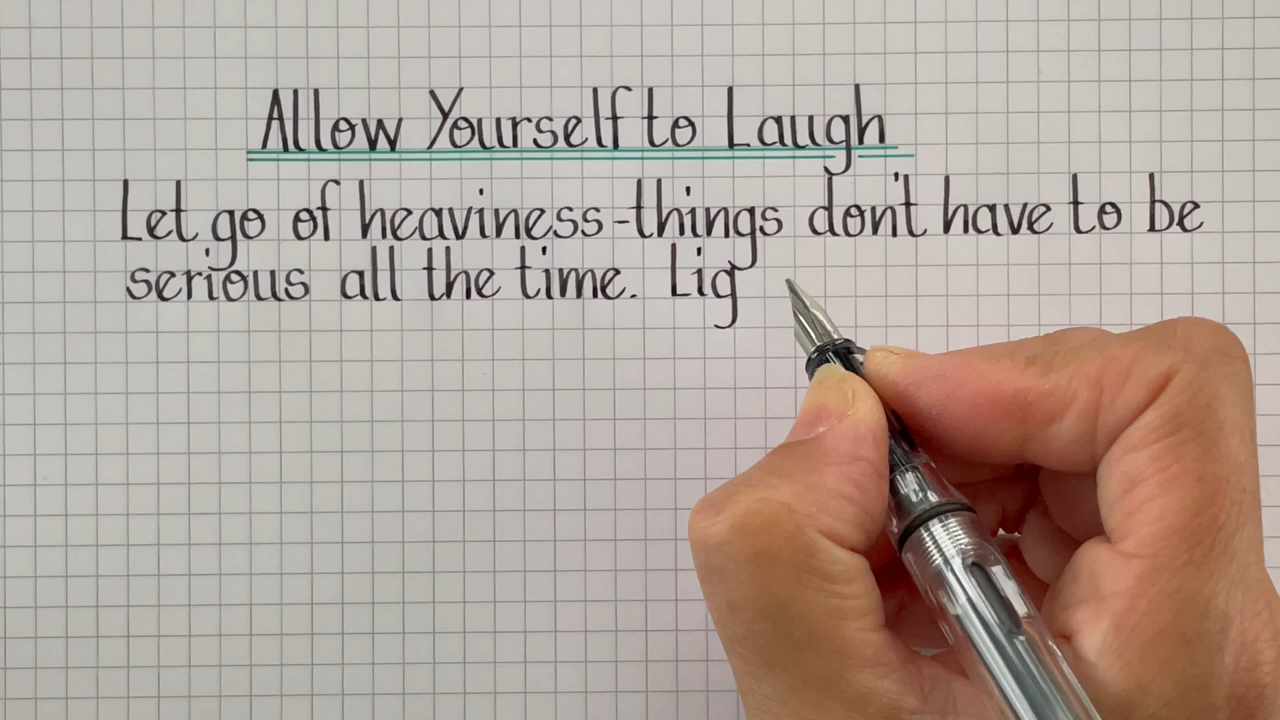 Allow Yourself to Laugh
Let go of heaviness-things don't have to be
serious all the time. Lig